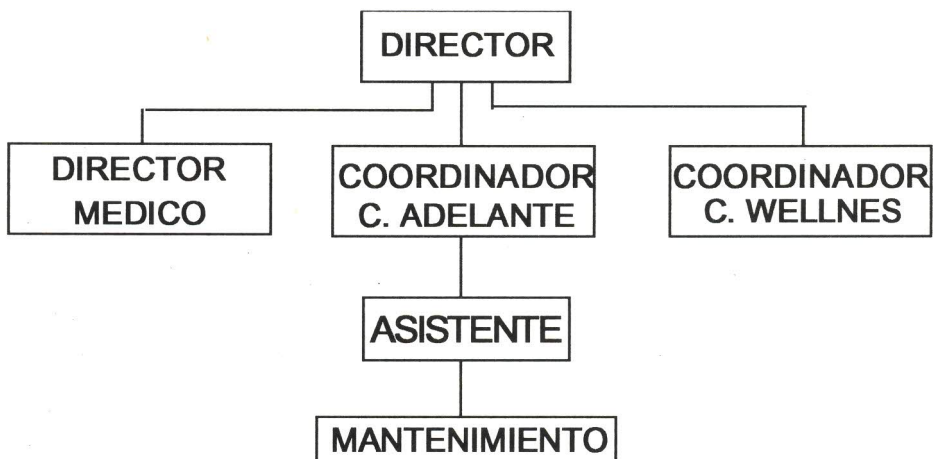 DIRECTOR
DIRECTOR
MEDICO
COORDINADOR
C. ADELANTE
COORDINADOR
C. WELLNES
ASISTENTE
MANTENIMIENTO